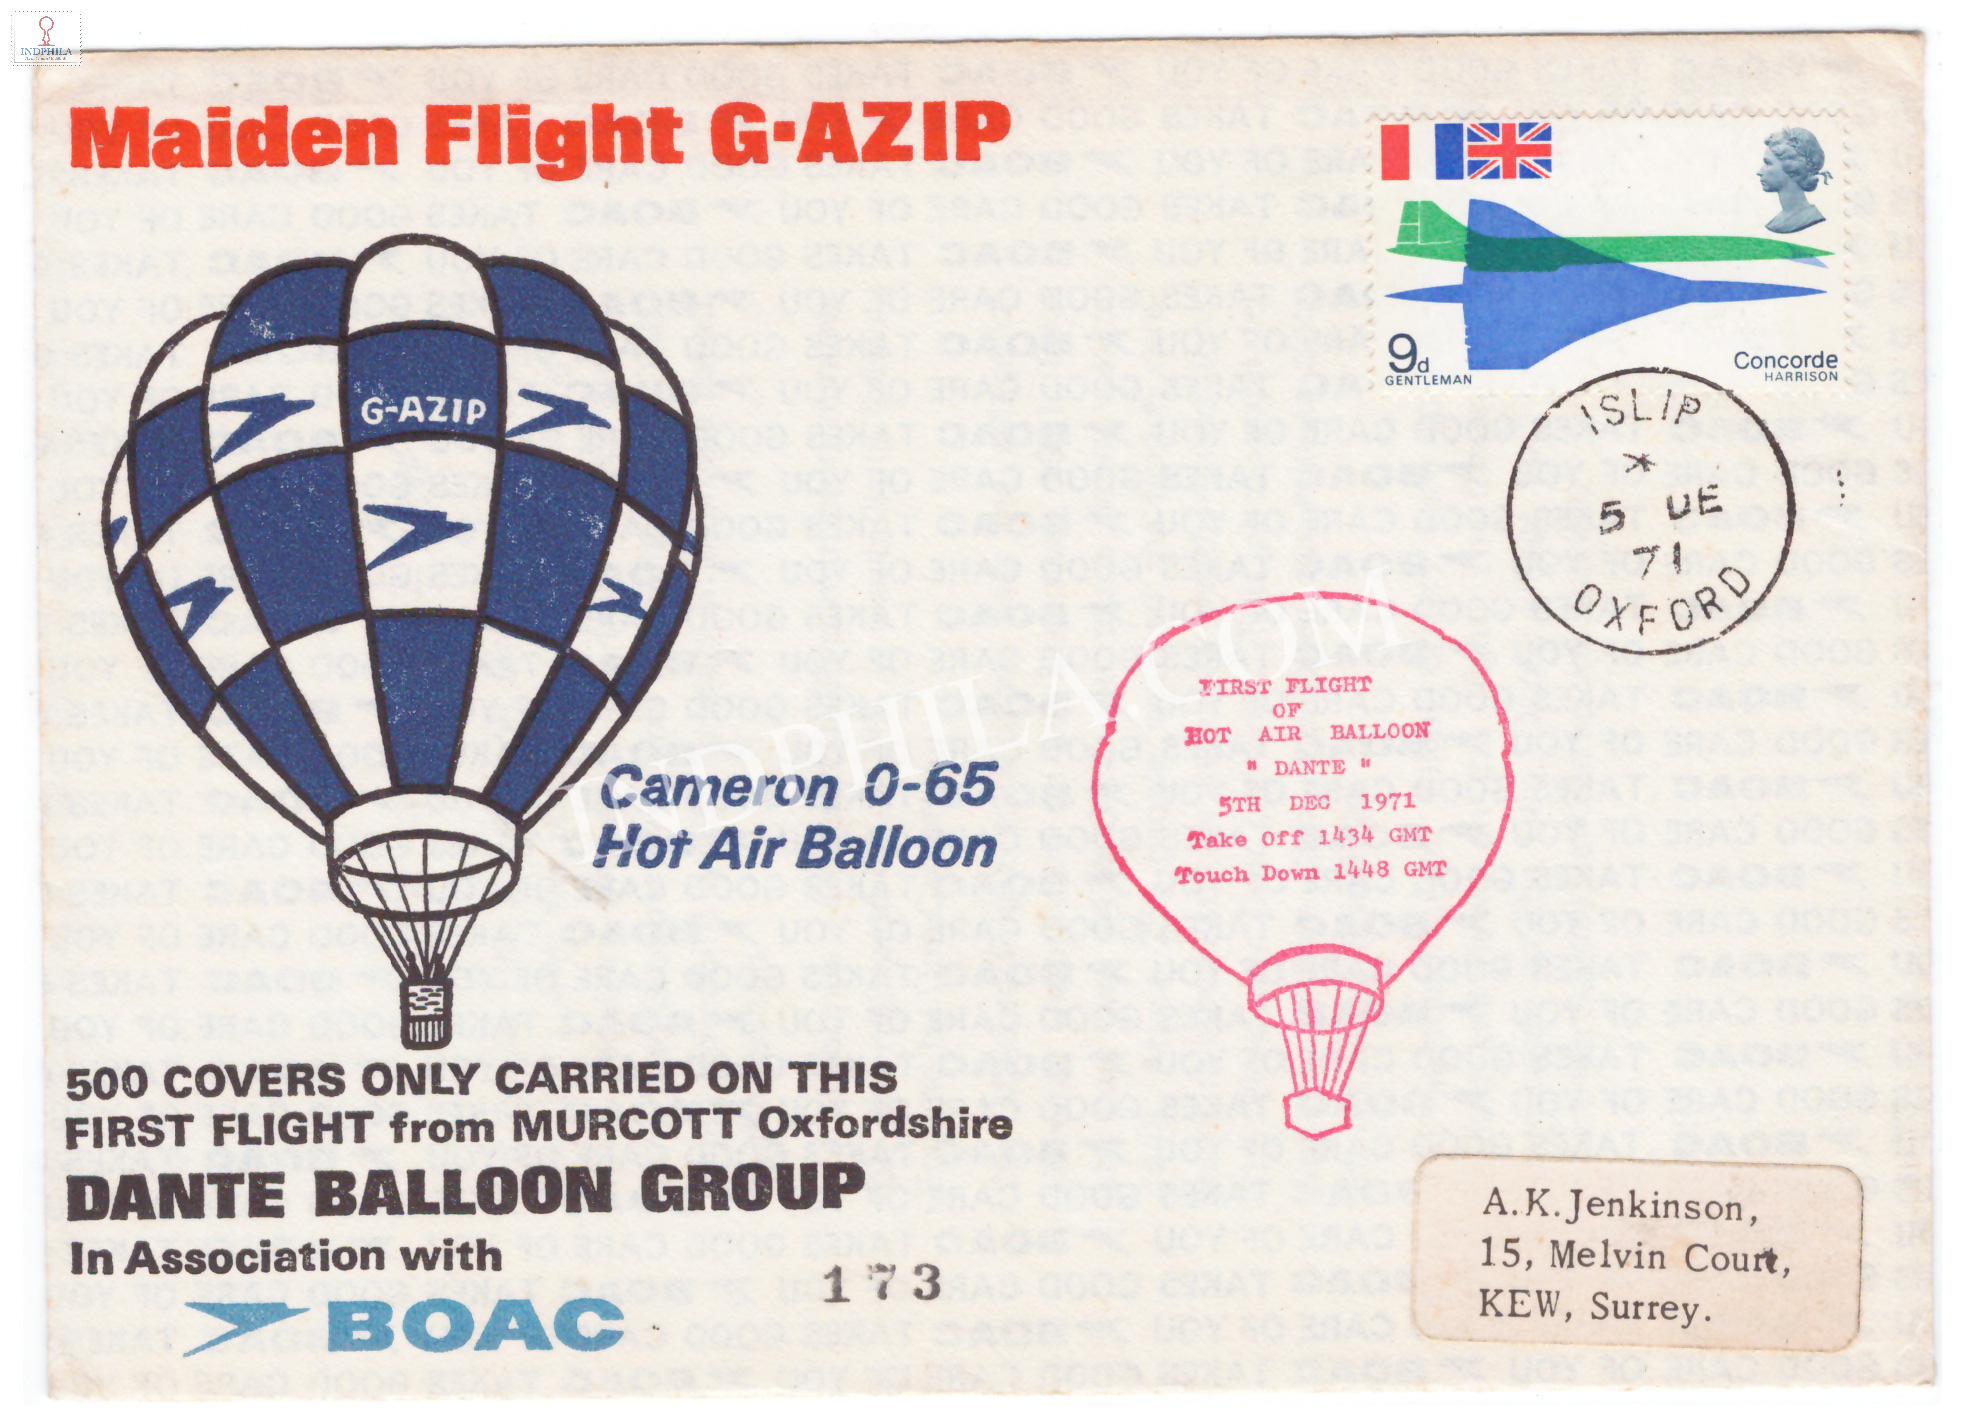 INDPHILA
Maiden Flight G-AZIP
9d
GENTLEMAN
Concorde
HARRISON
ISLIP
*
5 DE
71
OXFORD
G-AZIP
Cameron O-65
Hot Air Balloon
INDPHILA.COM
FIRST FLIGHT
OF
HOT AIR BALLOON
" DANTE "
5TH DEC 1971
Take Off 1434 GMT
Touch Down 1448 GMT
500 COVERS ONLY CARRIED ON THIS
FIRST FLIGHT from MURCOTT Oxfordshire
DANTE BALLOON GROUP
In Association with
BOAC
173
A.K.Jenkinson,
15, Melvin Court,
KEW, Surrey.